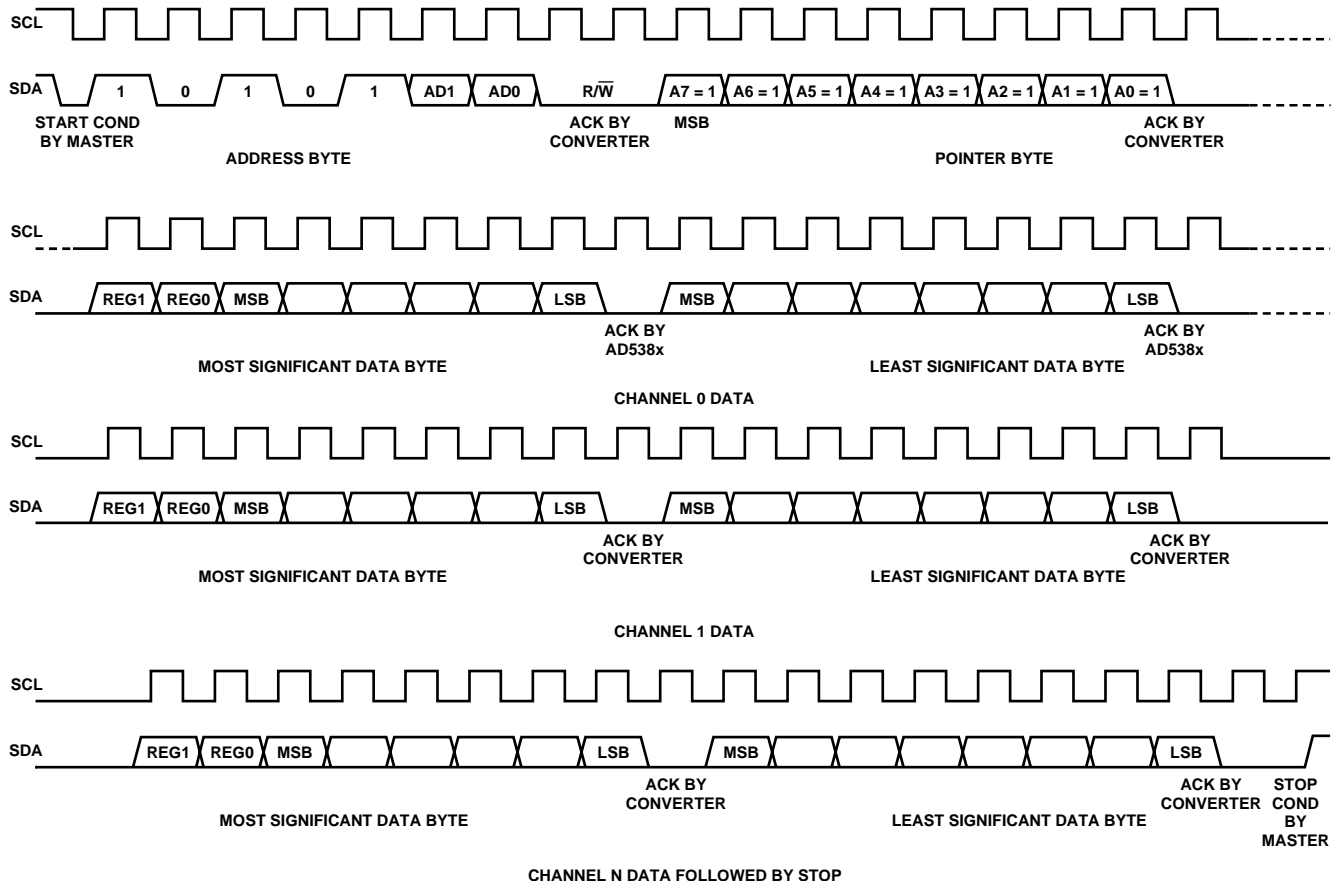 SCL
SDA 1 0 1 0 1 AD1 AD0 R/W̅ A7 = 1 A6 = 1 A5 = 1 A4 = 1 A3 = 1 A2 = 1 A1 = 1 A0 = 1
START COND BY MASTER ACK BY CONVERTER MSB ACK BY CONVERTER
ADDRESS BYTE POINTER BYTE
SCL
SDA REG1 REG0 MSB LSB MSB LSB
ACK BY AD538x ACK BY AD538x
MOST SIGNIFICANT DATA BYTE LEAST SIGNIFICANT DATA BYTE
CHANNEL 0 DATA
SCL
SDA REG1 REG0 MSB LSB MSB LSB
ACK BY CONVERTER ACK BY CONVERTER
MOST SIGNIFICANT DATA BYTE LEAST SIGNIFICANT DATA BYTE
CHANNEL 1 DATA
SCL
SDA REG1 REG0 MSB LSB MSB LSB
ACK BY CONVERTER ACK BY CONVERTER STOP COND BY MASTER
MOST SIGNIFICANT DATA BYTE LEAST SIGNIFICANT DATA BYTE
CHANNEL N DATA FOLLOWED BY STOP